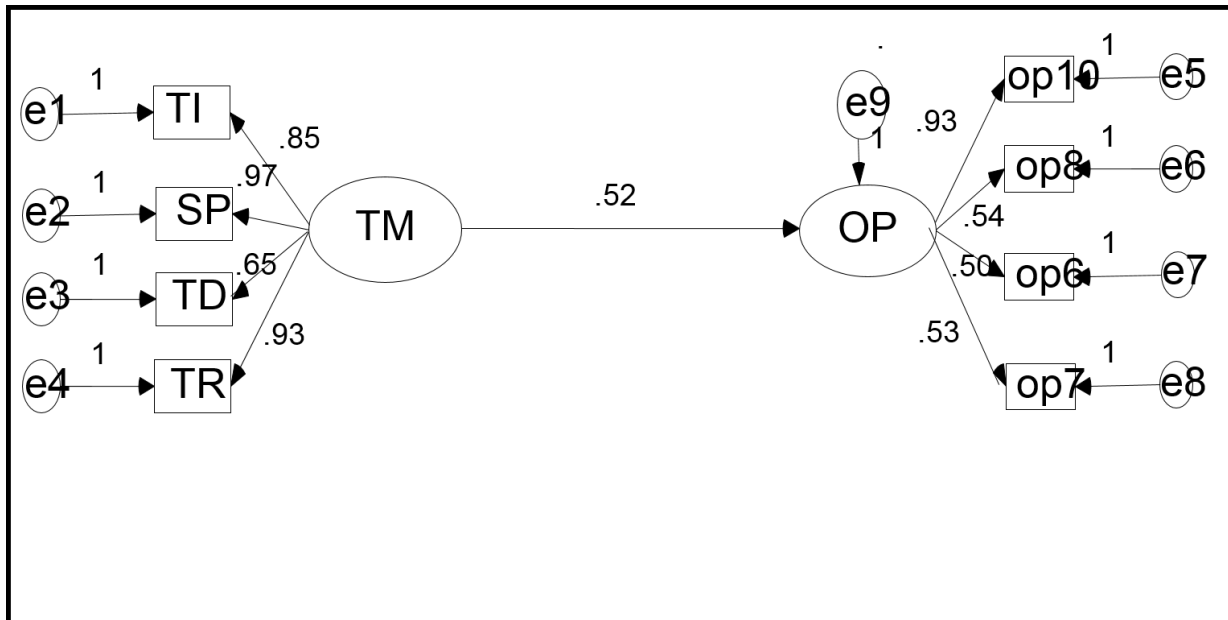 e1
1
TI
.85
e2
1
SP
.97
e3
1
TD
.65
e4
1
TR
.93
TM
.52
e9
1
OP
.93
op10
1
e5
.54
op8
1
e6
.50
op6
1
e7
.53
op7
1
e8